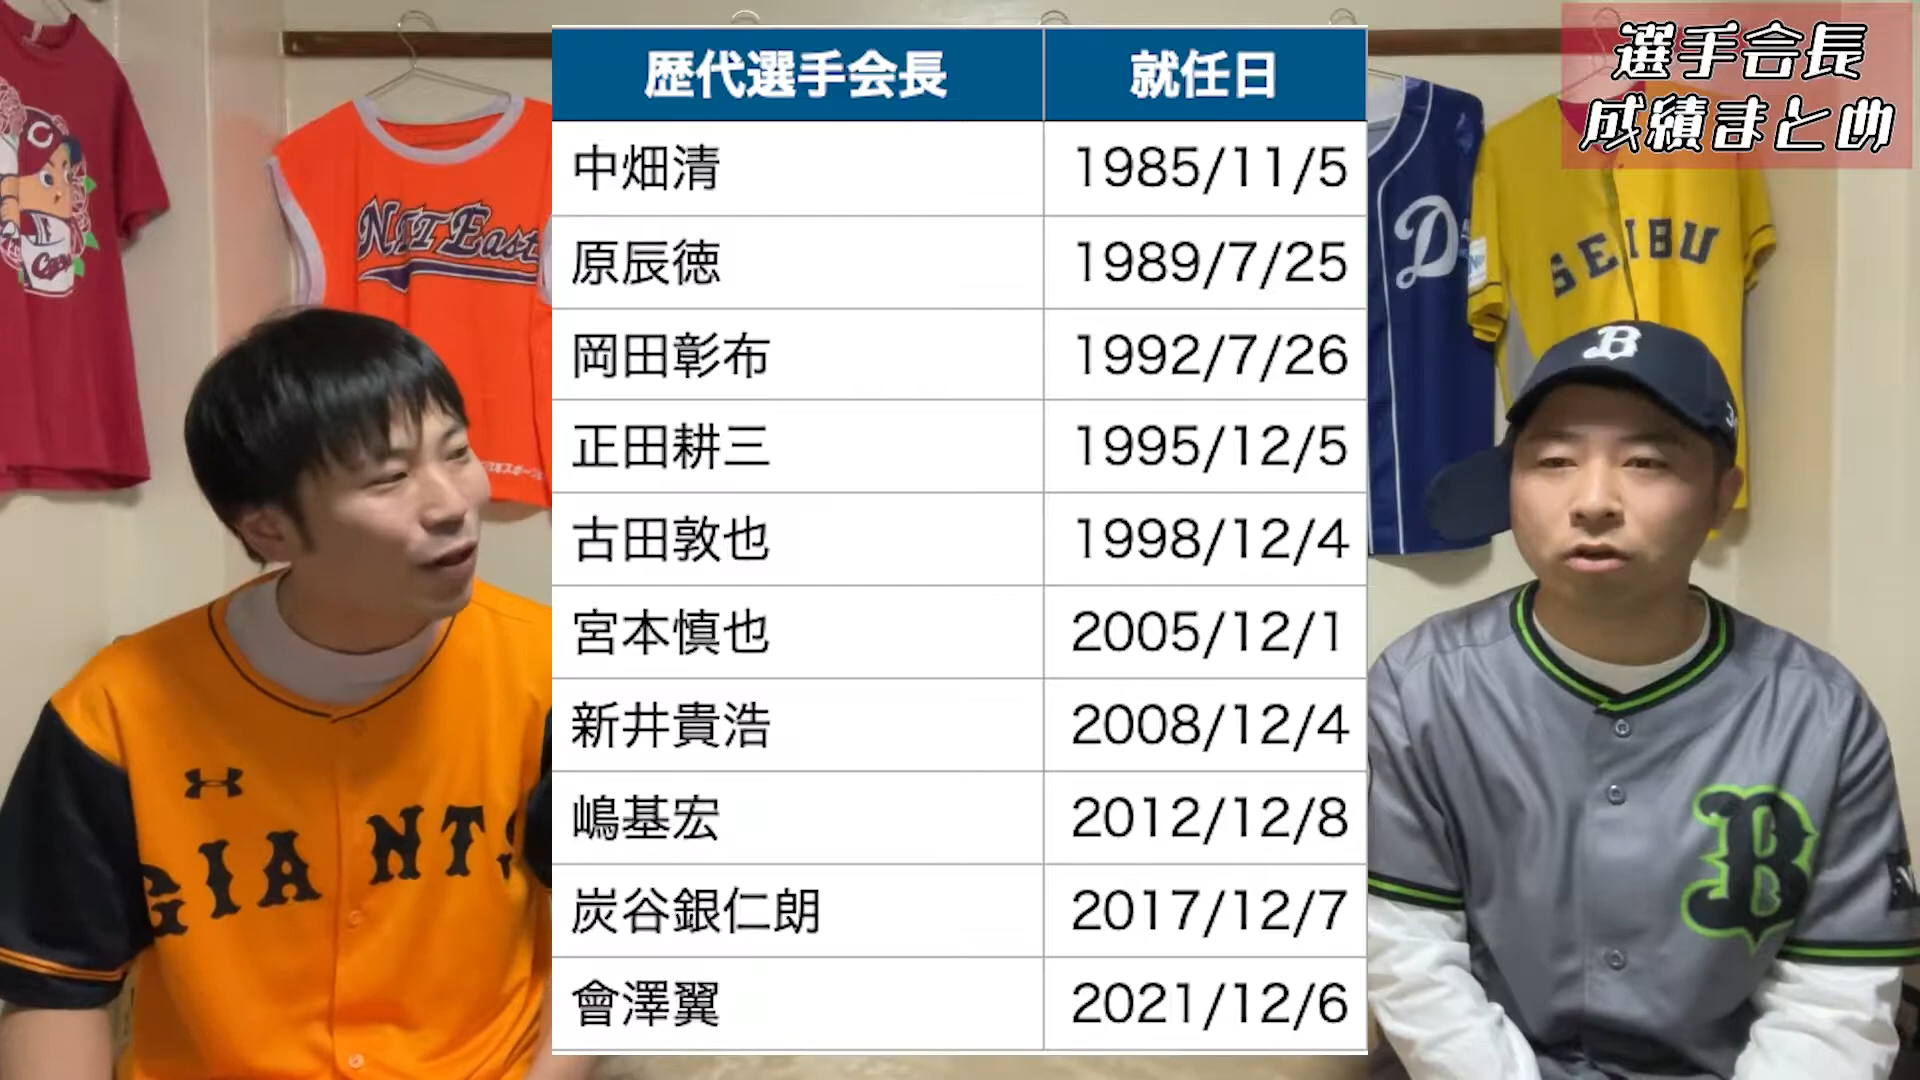 歴代選手会長 就任日
中畑清 1985/11/5
原辰徳 1989/7/25
岡田彰布 1992/7/26
正田耕三 1995/12/5
古田敦也 1998/12/4
宮本慎也 2005/12/1
新井貴浩 2008/12/4
嶋基宏 2012/12/8
炭谷銀仁朗 2017/12/7
會澤翼 2021/12/6
選手会長
成績まとめ
C
Carp
NTT East
D
SEIBU
B
GIANTS
B